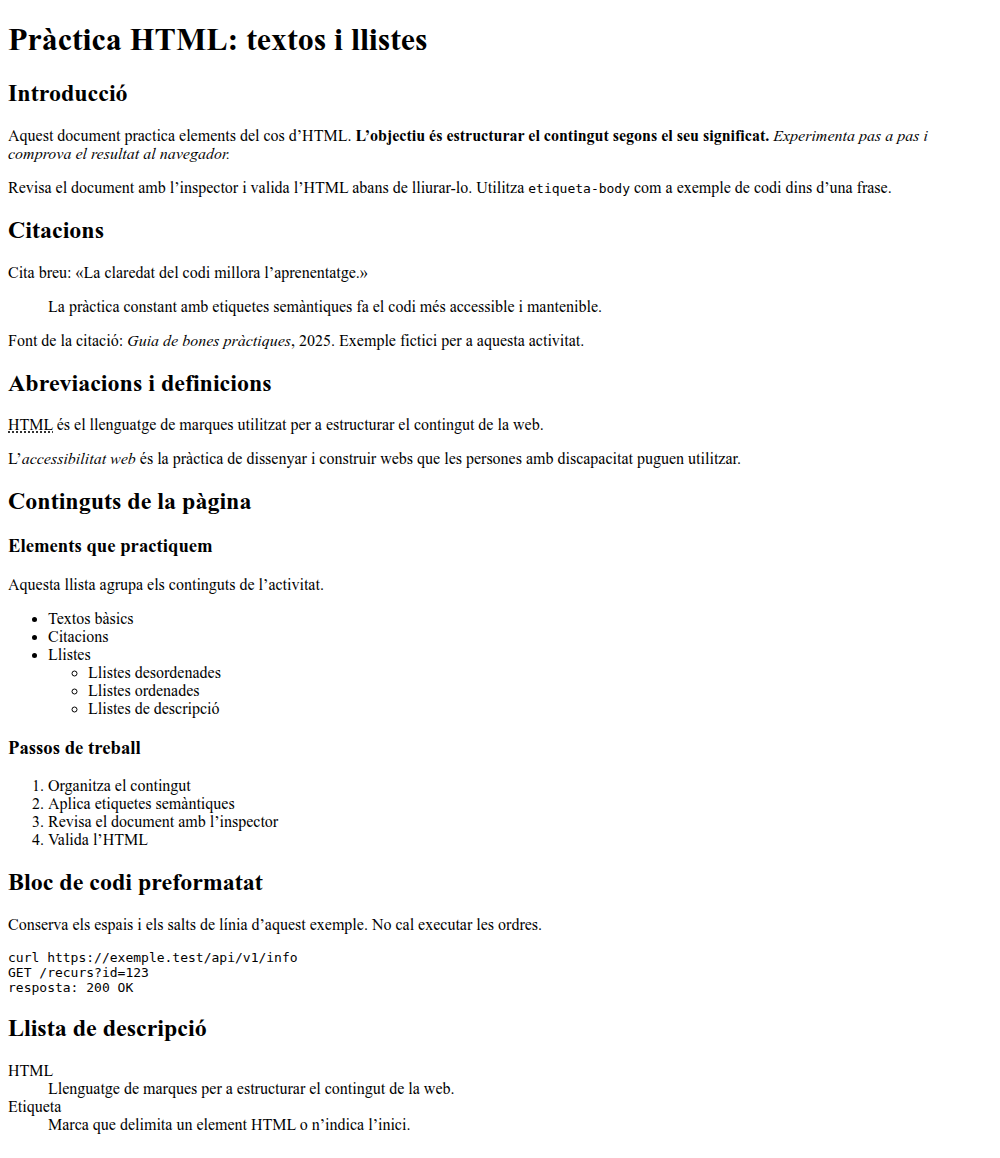 Pràctica HTML: textos i llistes
Introducció
Aquest document practica elements del cos d’HTML. L’objectiu és estructurar el contingut segons el seu significat. Experimenta pas a pas i
comprova el resultat al navegador.
Revisa el document amb l’inspector i valida l’HTML abans de lliurar-lo. Utilitza etiqueta-body com a exemple de codi dins d’una frase.
Citacions
Cita breu: «La claredat del codi millora l’aprenentatge.»
La pràctica constant amb etiquetes semàntiques fa el codi més accessible i mantenible.
Font de la citació: Guia de bones pràctiques, 2025. Exemple fictici per a aquesta activitat.
Abreviacions i definicions
HTML és el llenguatge de marques utilitzat per a estructurar el contingut de la web.
L’accessibilitat web és la pràctica de dissenyar i construir webs que les persones amb discapacitat puguen utilitzar.
Continguts de la pàgina
Elements que practiquem
Aquesta llista agrupa els continguts de l’activitat.
• Textos bàsics
• Citacions
• Llistes
◦ Llistes desordenades
◦ Llistes ordenades
◦ Llistes de descripció
Passos de treball
1. Organitza el contingut
2. Aplica etiquetes semàntiques
3. Revisa el document amb l’inspector
4. Valida l’HTML
Bloc de codi preformatat
Conserva els espais i els salts de línia d’aquest exemple. No cal executar les ordres.
curl https://exemple.test/api/v1/info
GET /recurs?id=123
resposta: 200 OK
Llista de descripció
HTML
Llenguatge de marques per a estructurar el contingut de la web.
Etiqueta
Marca que delimita un element HTML o n’indica l’inici.